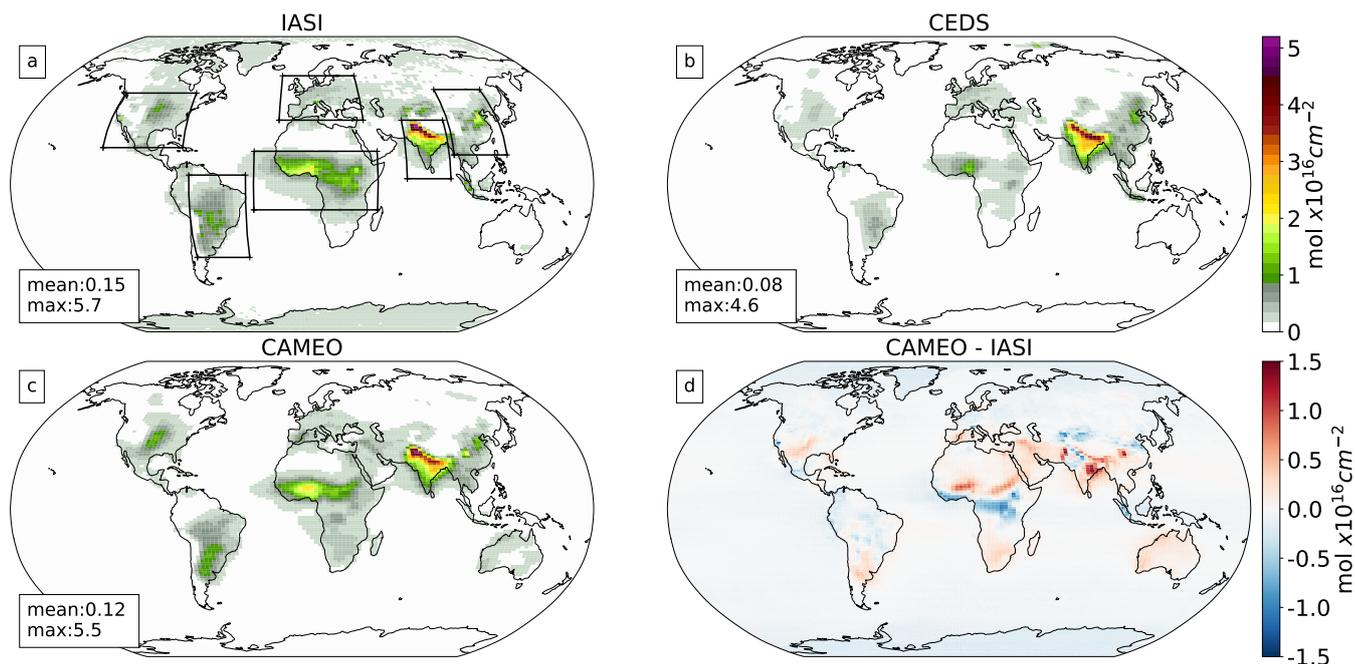 IASI
a
mean:0.15
max:5.7
CEDS
b
mean:0.08
max:4.6
5
4
3
2
1
0
mol x10^16 cm^-2
CAMEO
c
mean:0.12
max:5.5
CAMEO - IASI
d
1.5
1.0
0.5
0.0
-0.5
-1.0
-1.5
mol x10^16 cm^-2